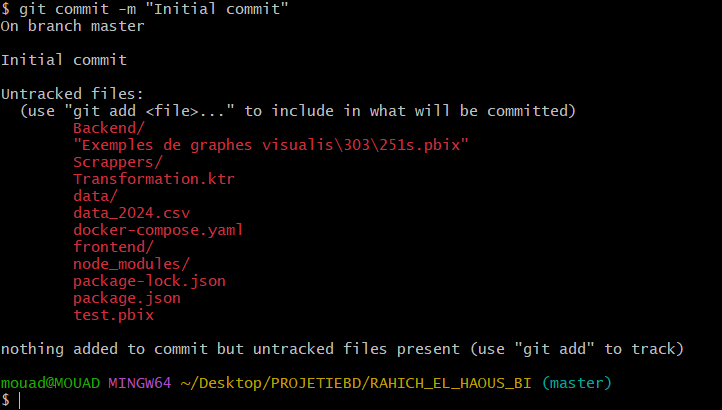 $ git commit -m "Initial commit"
On branch master
Initial commit
Untracked files:
(use "git add <file>..." to include in what will be committed)
Backend/
"Exemples de graphes visualis\303\251s.pbix"
Scrappers/
Transformation.ktr
data/
data_2024.csv
docker-compose.yaml
frontend/
node_modules/
package-lock.json
package.json
test.pbix
nothing added to commit but untracked files present (use "git add" to track)
mouad@MOUAD MINGW64 ~/Desktop/PROJETIEBD/RAHICH_EL_HAOUS_BI (master)
$